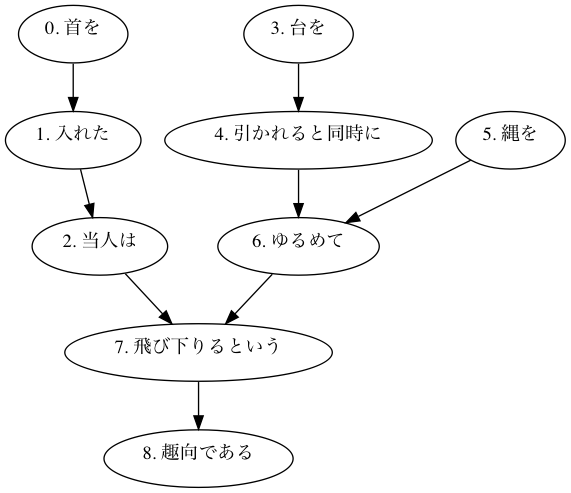 0. 首を
3. 台を
1. 入れた
4. 引かれると同時に
5. 縄を
2. 当人は
6. ゆるめて
7. 飛び下りるという
8. 趣向である